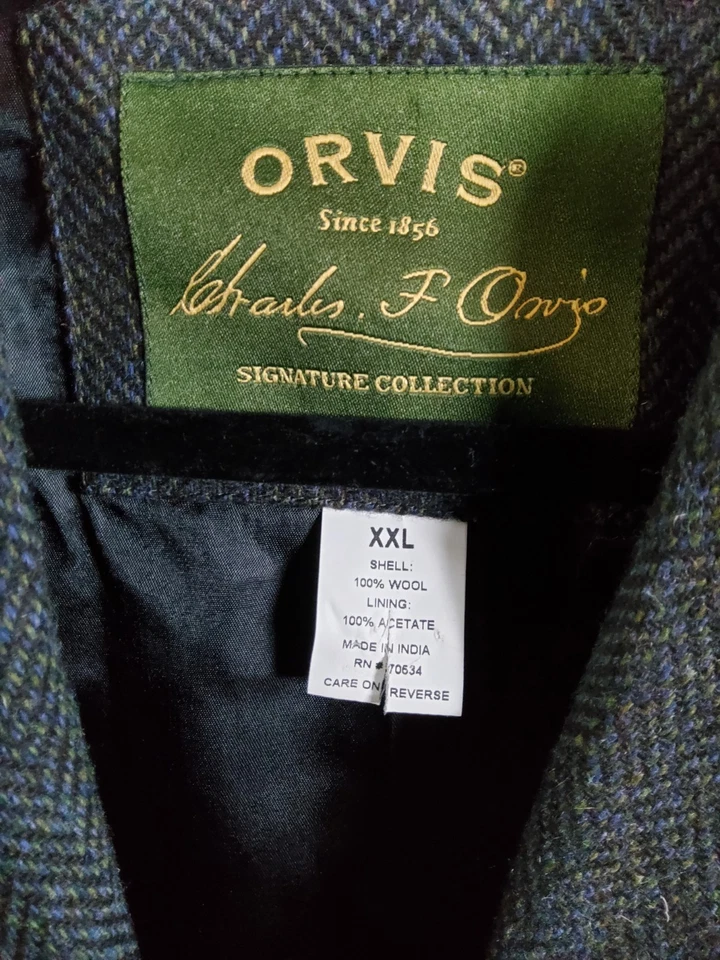 ORVIS®
Since 1856
Charles. F Orvis
SIGNATURE COLLECTION
XXL
SHELL:
100% WOOL
LINING:
100% ACETATE
MADE IN INDIA
RN # 70634
CARE ON REVERSE